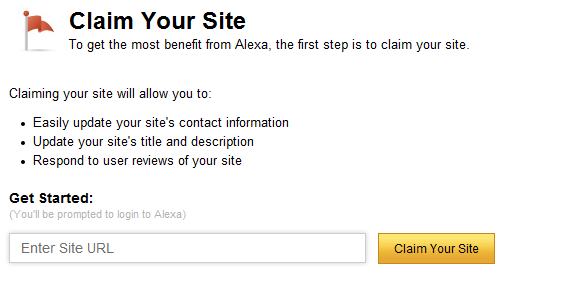 Claim Your Site
To get the most benefit from Alexa, the first step is to claim your site.
Claiming your site will allow you to:
Easily update your site's contact information
Update your site's title and description
Respond to user reviews of your site
Get Started:
(You'll be prompted to login to Alexa)
Enter Site URL
Claim Your Site